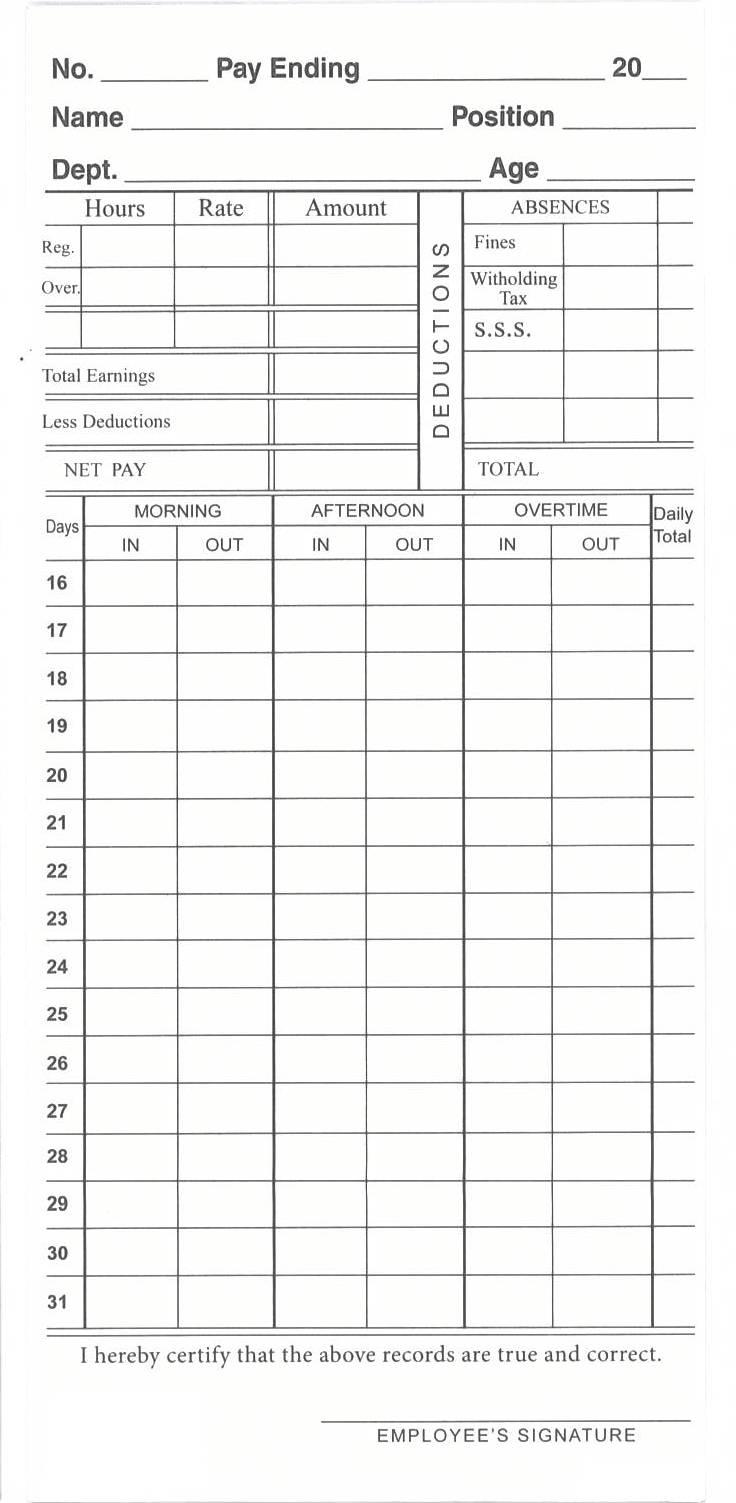 No. Pay Ending 20
Name Position
Dept. Age
Hours Rate Amount DEDUCTIONS ABSENCES
Reg. Fines
Over. Witholding Tax
S.S.S.
Total Earnings
Less Deductions
NET PAY TOTAL
Days MORNING AFTERNOON OVERTIME Daily Total
IN OUT IN OUT IN OUT
16
17
18
19
20
21
22
23
24
25
26
27
28
29
30
31
I hereby certify that the above records are true and correct.
EMPLOYEE'S SIGNATURE